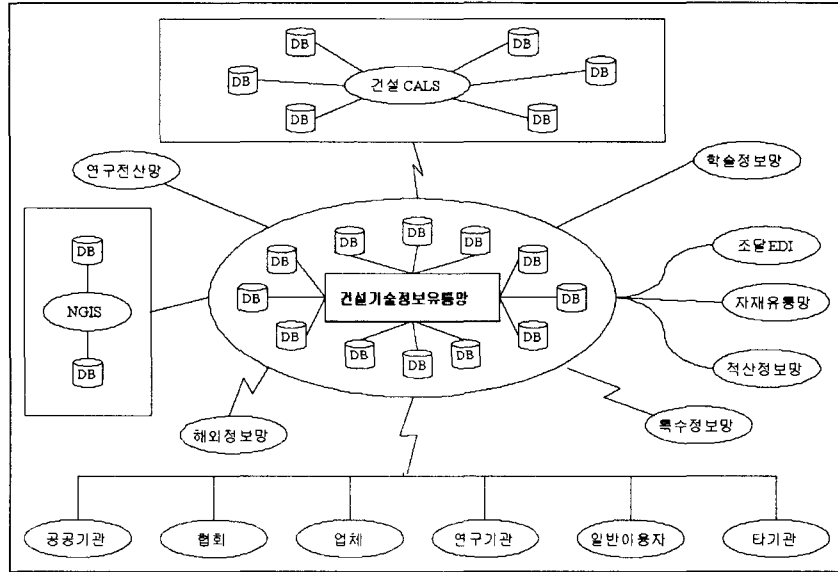 DB
DB
DB
건설 CALS
DB
DB
DB
연구전산망
학술정보망
DB
DB
DB
DB
DB
DB
조달EDI
NGIS
DB
건설기술정보유통망
DB
자재유통망
DB
DB
DB
DB
DB
DB
적산정보망
해외정보망
특수정보망
공공기관
협회
업체
연구기관
일반이용자
타기관